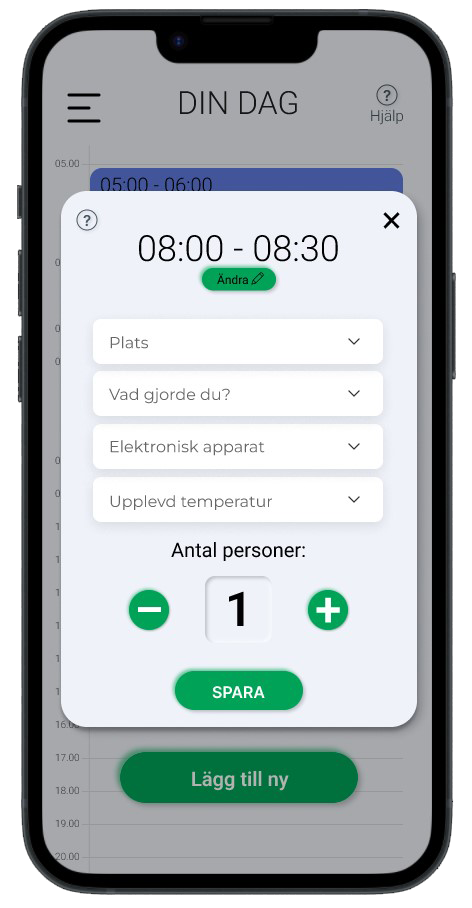 DIN DAG
?
Hjälp
05.00
05:00 - 06:00
?
08:00 - 08:30
Ändra
Plats
Vad gjorde du?
Elektronisk apparat
Upplevd temperatur
Antal personer:
1
SPARA
16.00
17.00
Lägg till ny
18.00
19.00
20.00